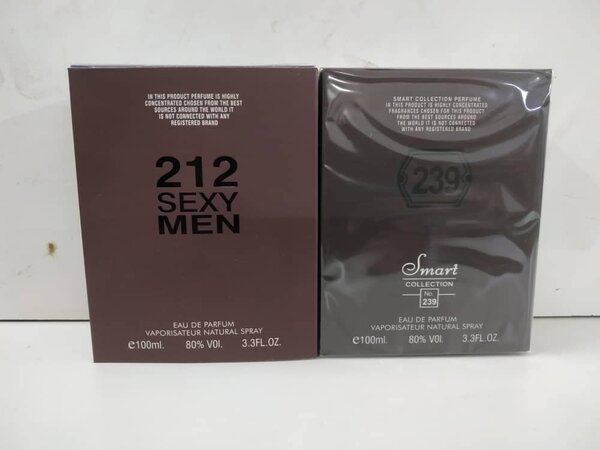 IN THIS PRODUCT PERFUME IS HIGHLY
CONCENTRATED CHOSEN FROM THE BEST
SOURCES AROUND THE WORLD IT
IS NOT CONNECTED WITH ANY
REGISTERED BRAND
212
SEXY
MEN
EAU DE PARFUM
VAPORISATEUR NATURAL SPRAY
e100ml. 80% VOl. 3.3FL.OZ.
SMART COLLECTION PERFUME
IN THIS PRODUCT IS HIGHLY CONCENTRATED
FRAGRANCES CHOSEN FOR THIS PRODUCT
FROM THE BEST SOURCES AROUND
THE WORLD IT IS NOT CONNECTED
WITH ANY REGISTERED BRAND
239
Smart
COLLECTION
No.
239
EAU DE PARFUM
VAPORISATEUR NATURAL SPRAY
e100ml. 80% VOl. 3.3FL.OZ.